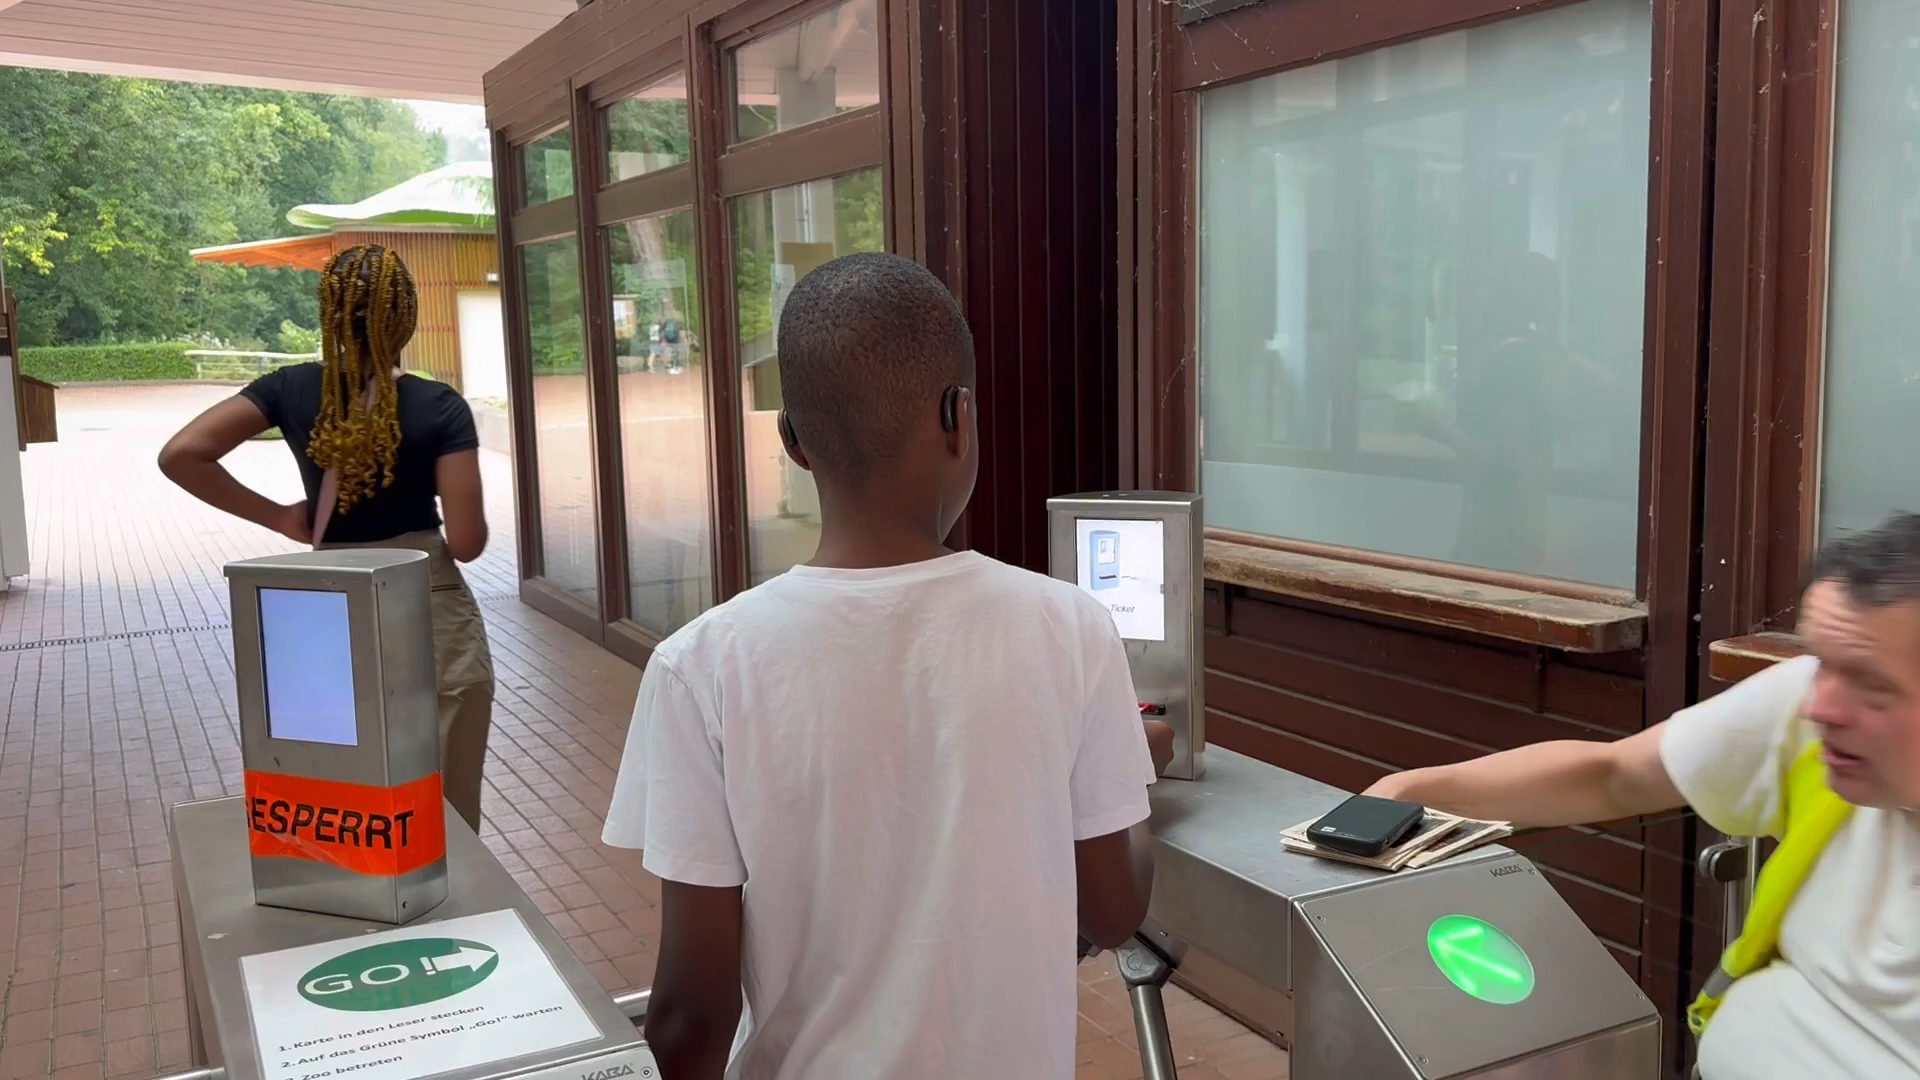 Ticket
ESPERRT
GO!
1. Karte in den Leser stecken
2. Auf das Grüne Symbol „Go!" warten
Zoo betreten
KABA
KABA